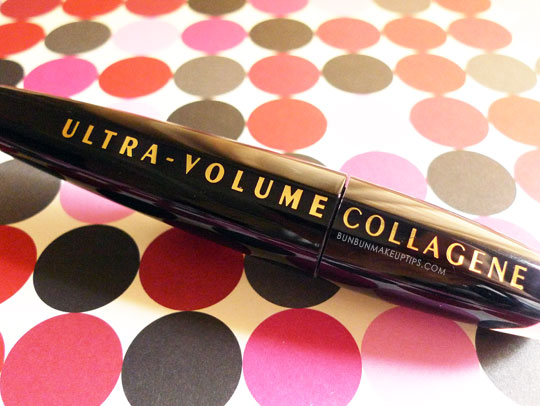 ULTRA-VOLUME COLLAGENE
BUNBUNMAKEUPTIPS.COM